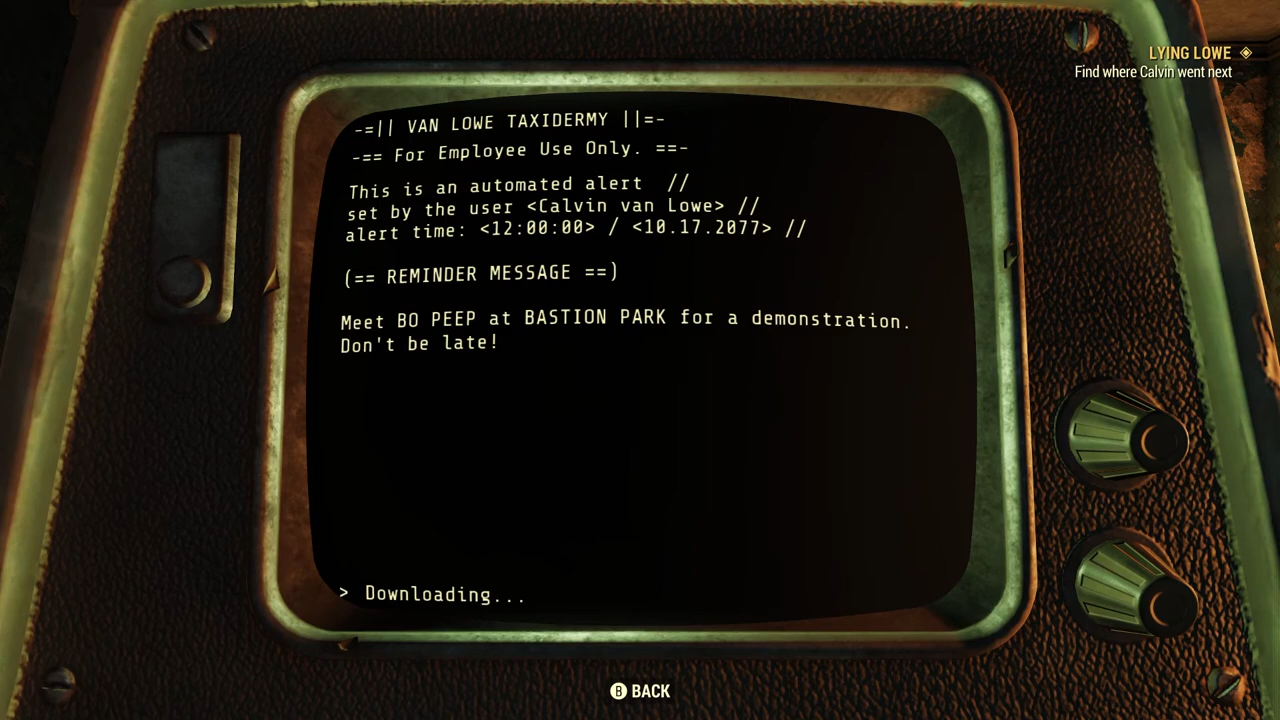 LYING LOWE
Find where Calvin went next
-=|| VAN LOWE TAXIDERMY ||=-
-== For Employee Use Only. ==-
This is an automated alert //
set by the user <Calvin van Lowe> //
alert time: <12:00:00> / <10.17.2077> //
(== REMINDER MESSAGE ==)
Meet BO PEEP at BASTION PARK for a demonstration.
Don't be late!
> Downloading...
B BACK